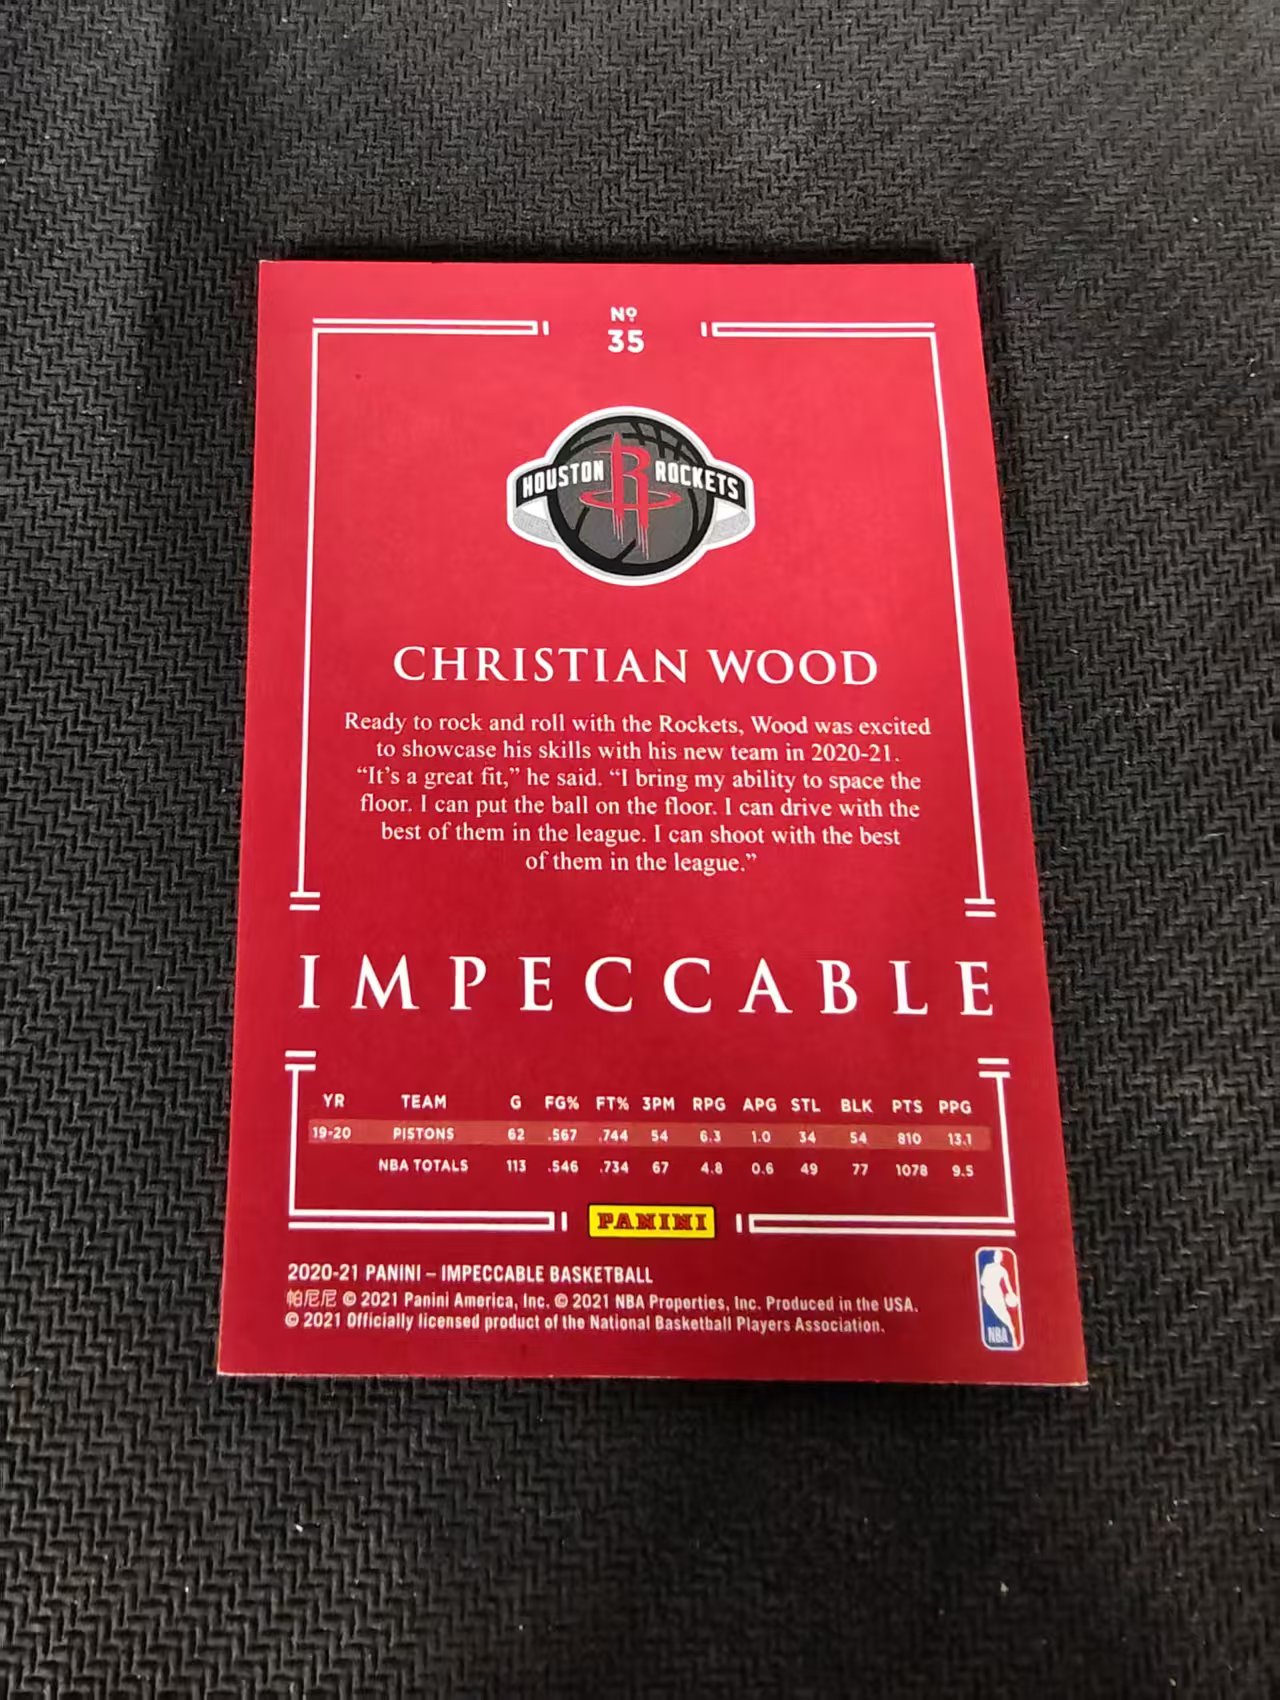 Nº
35
HOUSTON ROCKETS
CHRISTIAN WOOD
Ready to rock and roll with the Rockets, Wood was excited
to showcase his skills with his new team in 2020-21.
“It’s a great fit,” he said. “I bring my ability to space the
floor. I can put the ball on the floor. I can drive with the
best of them in the league. I can shoot with the best
of them in the league.”
IMPECCABLE
YR TEAM G FG% FT% 3PM RPG APG STL BLK PTS PPG
19-20 PISTONS 62 .567 .744 54 6.3 1.0 34 54 810 13.1
NBA TOTALS 113 .546 .734 67 4.8 0.6 49 77 1078 9.5
PANINI
2020-21 PANINI – IMPECCABLE BASKETBALL
帕尼尼 © 2021 Panini America, Inc. © 2021 NBA Properties, Inc. Produced in the USA.
© 2021 Officially licensed product of the National Basketball Players Association.
NBA